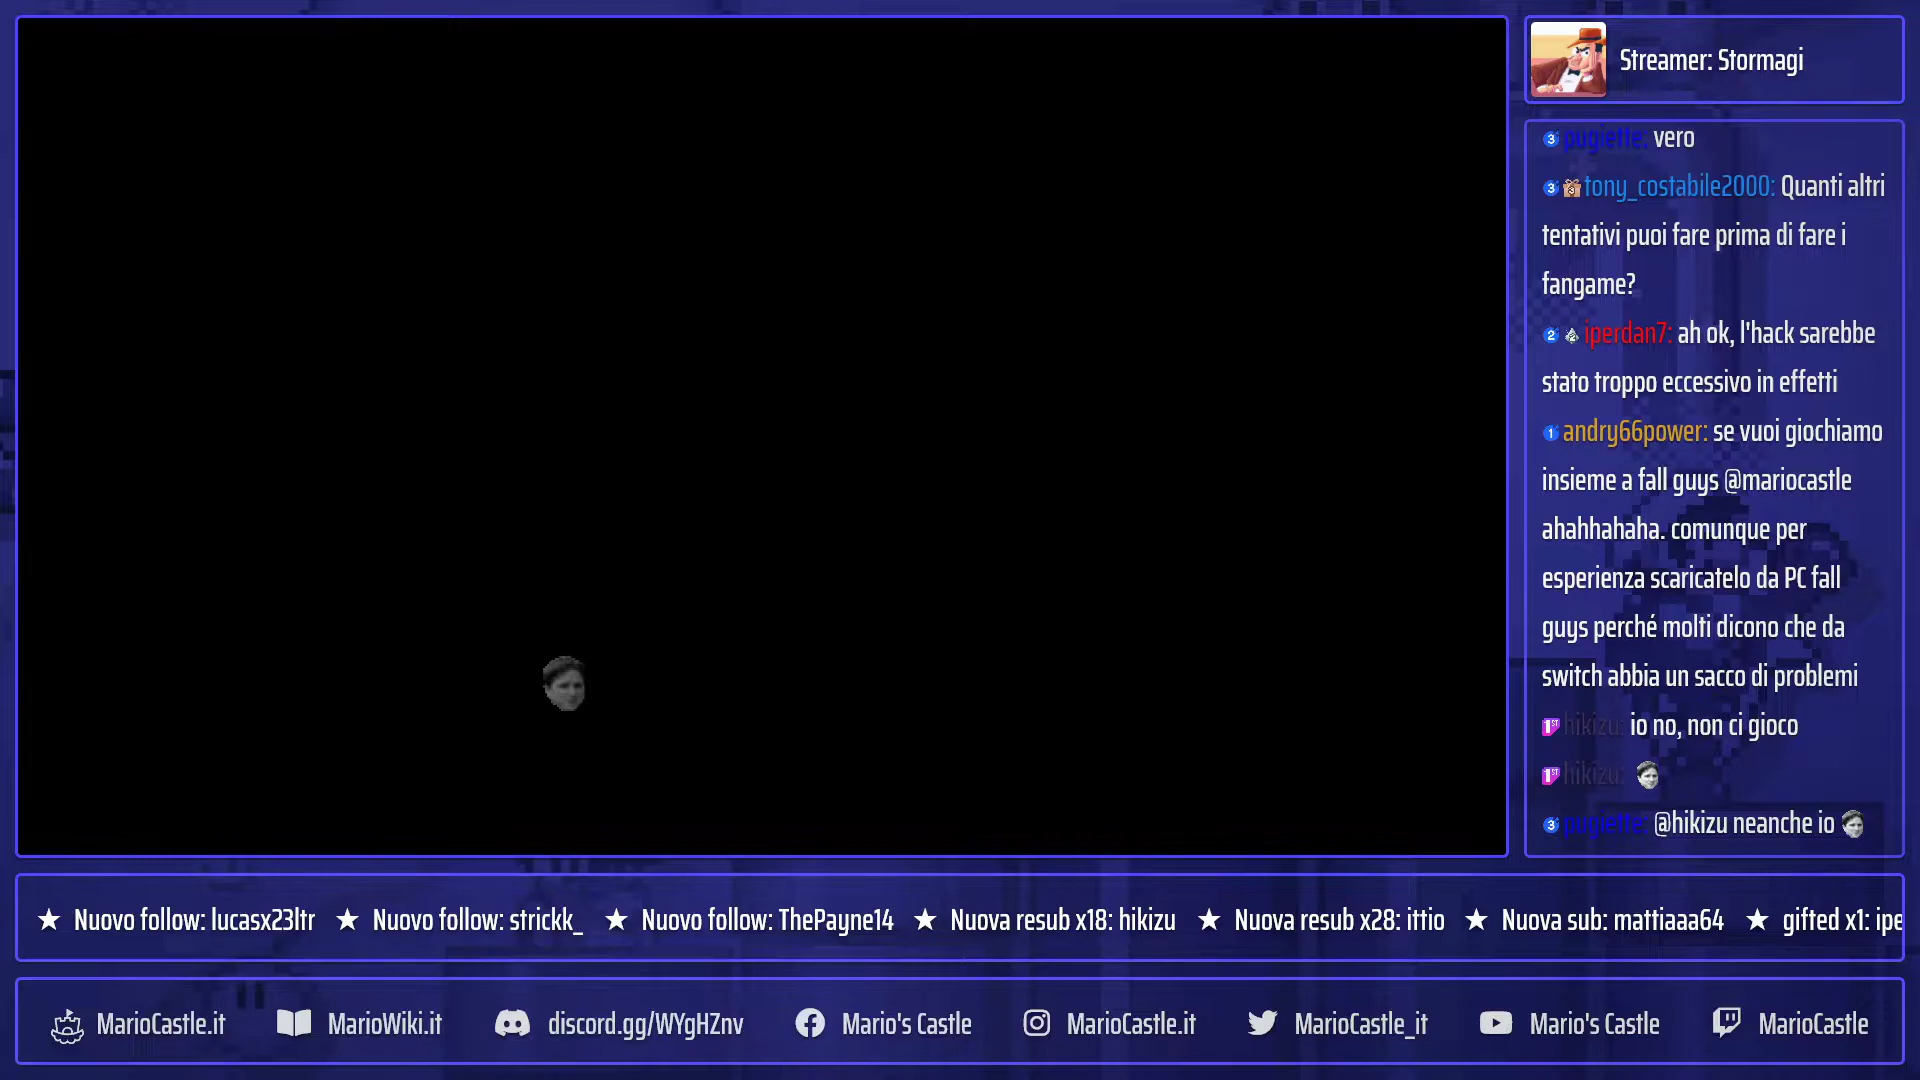 Streamer: Stormagi
pugiette: vero
tony_costabile2000: Quanti altri
tentativi puoi fare prima di fare i
fangame?
iperdan7: ah ok, l'hack sarebbe
stato troppo eccessivo in effetti
andry66power: se vuoi giochiamo
insieme a fall guys @mariocastle
ahahhahaha. comunque per
esperienza scaricatelo da PC fall
guys perché molti dicono che da
switch abbia un sacco di problemi
hikizu: io no, non ci gioco
hikizu:
pugiette: @hikizu neanche io
★ Nuovo follow: lucasx23ltr ★ Nuovo follow: strickk_ ★ Nuovo follow: ThePayne14 ★ Nuova resub x18: hikizu ★ Nuova resub x28: ittio ★ Nuova sub: mattiaaa64 ★ gifted x1: ipe
MarioCastle.it MarioWiki.it discord.gg/WYgHZnv Mario's Castle MarioCastle.it MarioCastle_it Mario's Castle MarioCastle